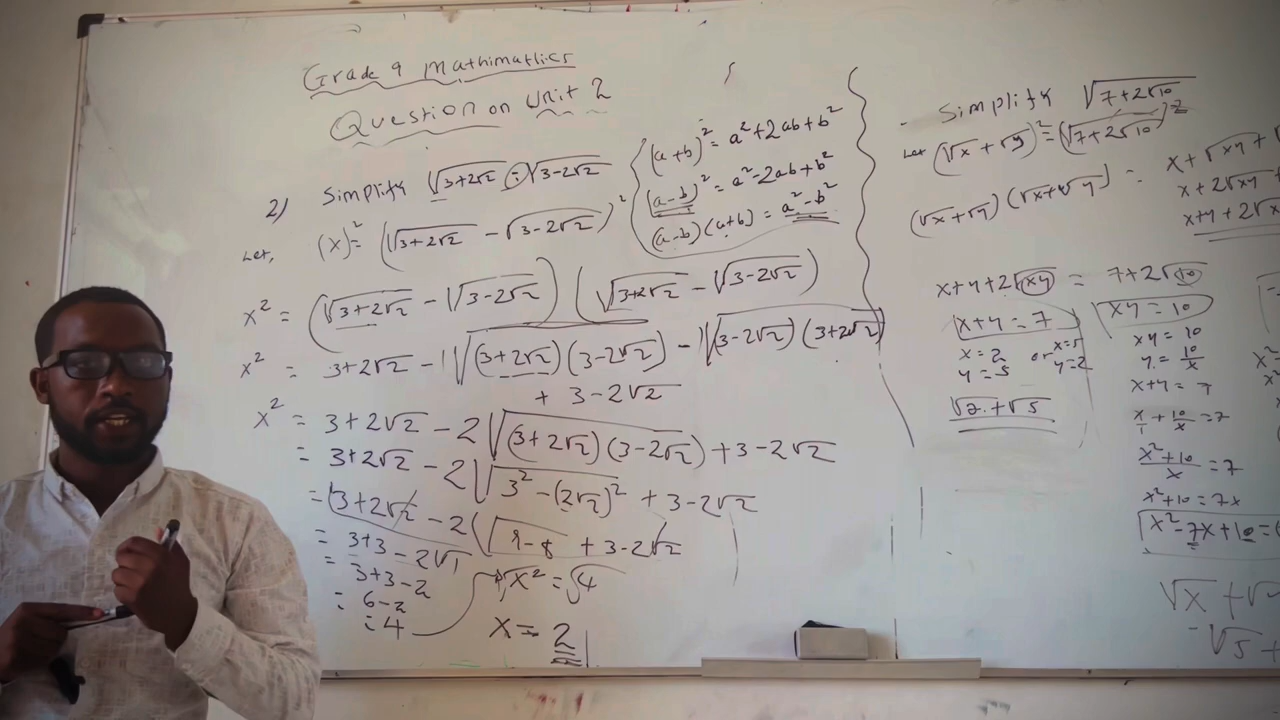 Grade 9 Mathimatlics
Question on Unit 2
2) Simplify √(3+2√2) - √(3-2√2)
Let, (x)² = (√(3+2√2) - √(3-2√2))²
x² = (√(3+2√2) - √(3-2√2)) (√(3+2√2) - √(3-2√2))
x² = 3+2√2 - √((3+2√2)(3-2√2)) - √((3-2√2)(3+2√2))
+ 3-2√2
x² = 3+2√2 - 2√((3+2√2)(3-2√2)) + 3-2√2
= 3+2√2 - 2√(3²-(2√2)²) + 3-2√2
= 3+2√2 - 2√(9-8) + 3-2√2
= 3+3-2√1
= 3+3-2
= 6-2
= 4
√x² = √4
x = 2
(a+b)² = a²+2ab+b²
(a-b)² = a²-2ab+b²
(a-b)(a+b) = a²-b²
- Simplify √(7+2√10)
Let (√x+√y)² = (√(7+2√10))²
(√x+√y)(√x+√y) =
x+√xy+
x+2√xy
x+y+2√x
x+y+2√xy = 7+2√10
x+y=7
x=2 or x=5
y=5 y=2
√2+√5
xy=10
xy=10
y=10/x
x+y=7
x/1+10/x=7
x²+10/x=7
x²+10=7x
x²-7x+10=
√x+√
=√5+